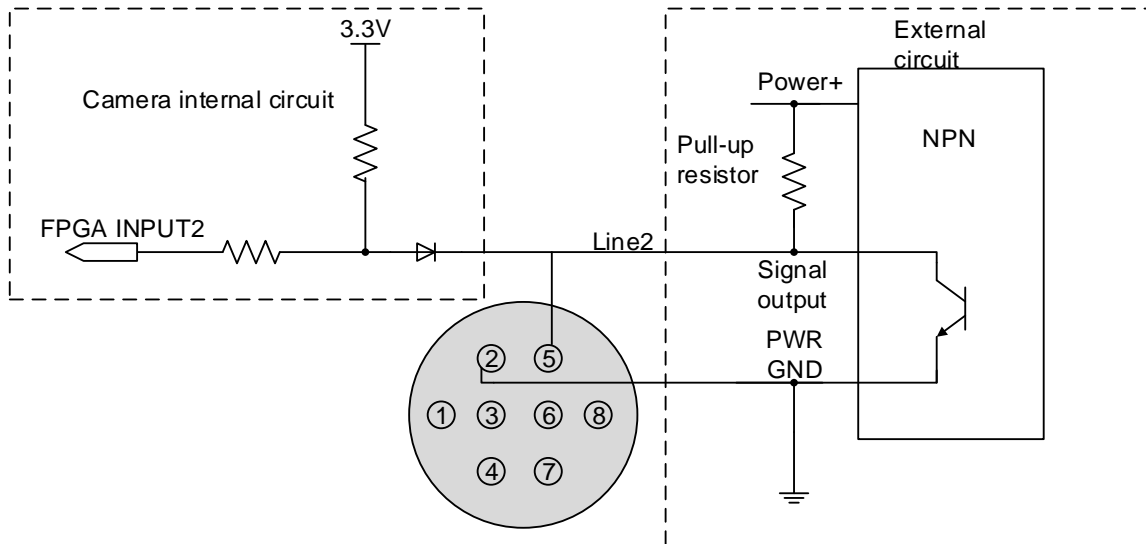 3.3V
Camera internal circuit
FPGA INPUT2
Line2
External
circuit
Power+
NPN
Pull-up
resistor
Signal
output
PWR
GND
2 5
1 3 6 8
4 7